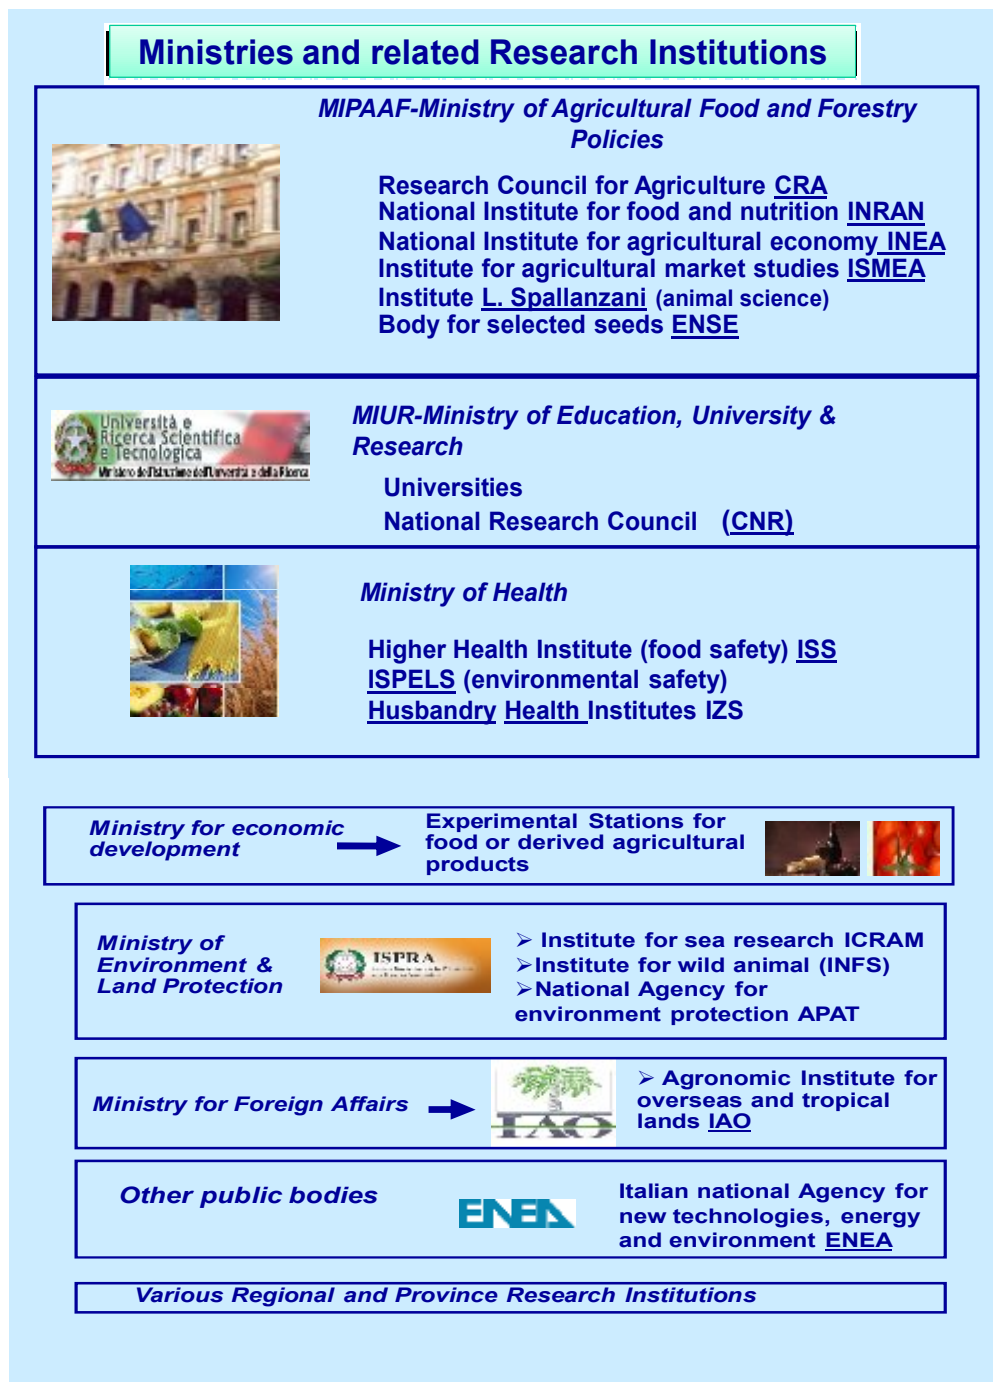 Ministries and related Research Institutions
MIPAAF-Ministry of Agricultural Food and Forestry
Policies
Research Council for Agriculture CRA
National Institute for food and nutrition INRAN
National Institute for agricultural economy INEA
Institute for agricultural market studies ISMEA
Institute L. Spallanzani (animal science)
Body for selected seeds ENSE
Università e
Ricerca Scientifica
e Tecnologica
Ministero dell'Istruzione dell'Università e della Ricerca
MIUR-Ministry of Education, University &
Research
Universities
National Research Council (CNR)
Ministry of Health
Higher Health Institute (food safety) ISS
ISPELS (environmental safety)
Husbandry Health Institutes IZS
Ministry for economic
development
Experimental Stations for
food or derived agricultural
products
Ministry of
Environment &
Land Protection
ISPRA
➢ Institute for sea research ICRAM
➢Institute for wild animal (INFS)
➢National Agency for
environment protection APAT
Ministry for Foreign Affairs
IAO
➢ Agronomic Institute for
overseas and tropical
lands IAO
Other public bodies
ENEA
Italian national Agency for
new technologies, energy
and environment ENEA
Various Regional and Province Research Institutions